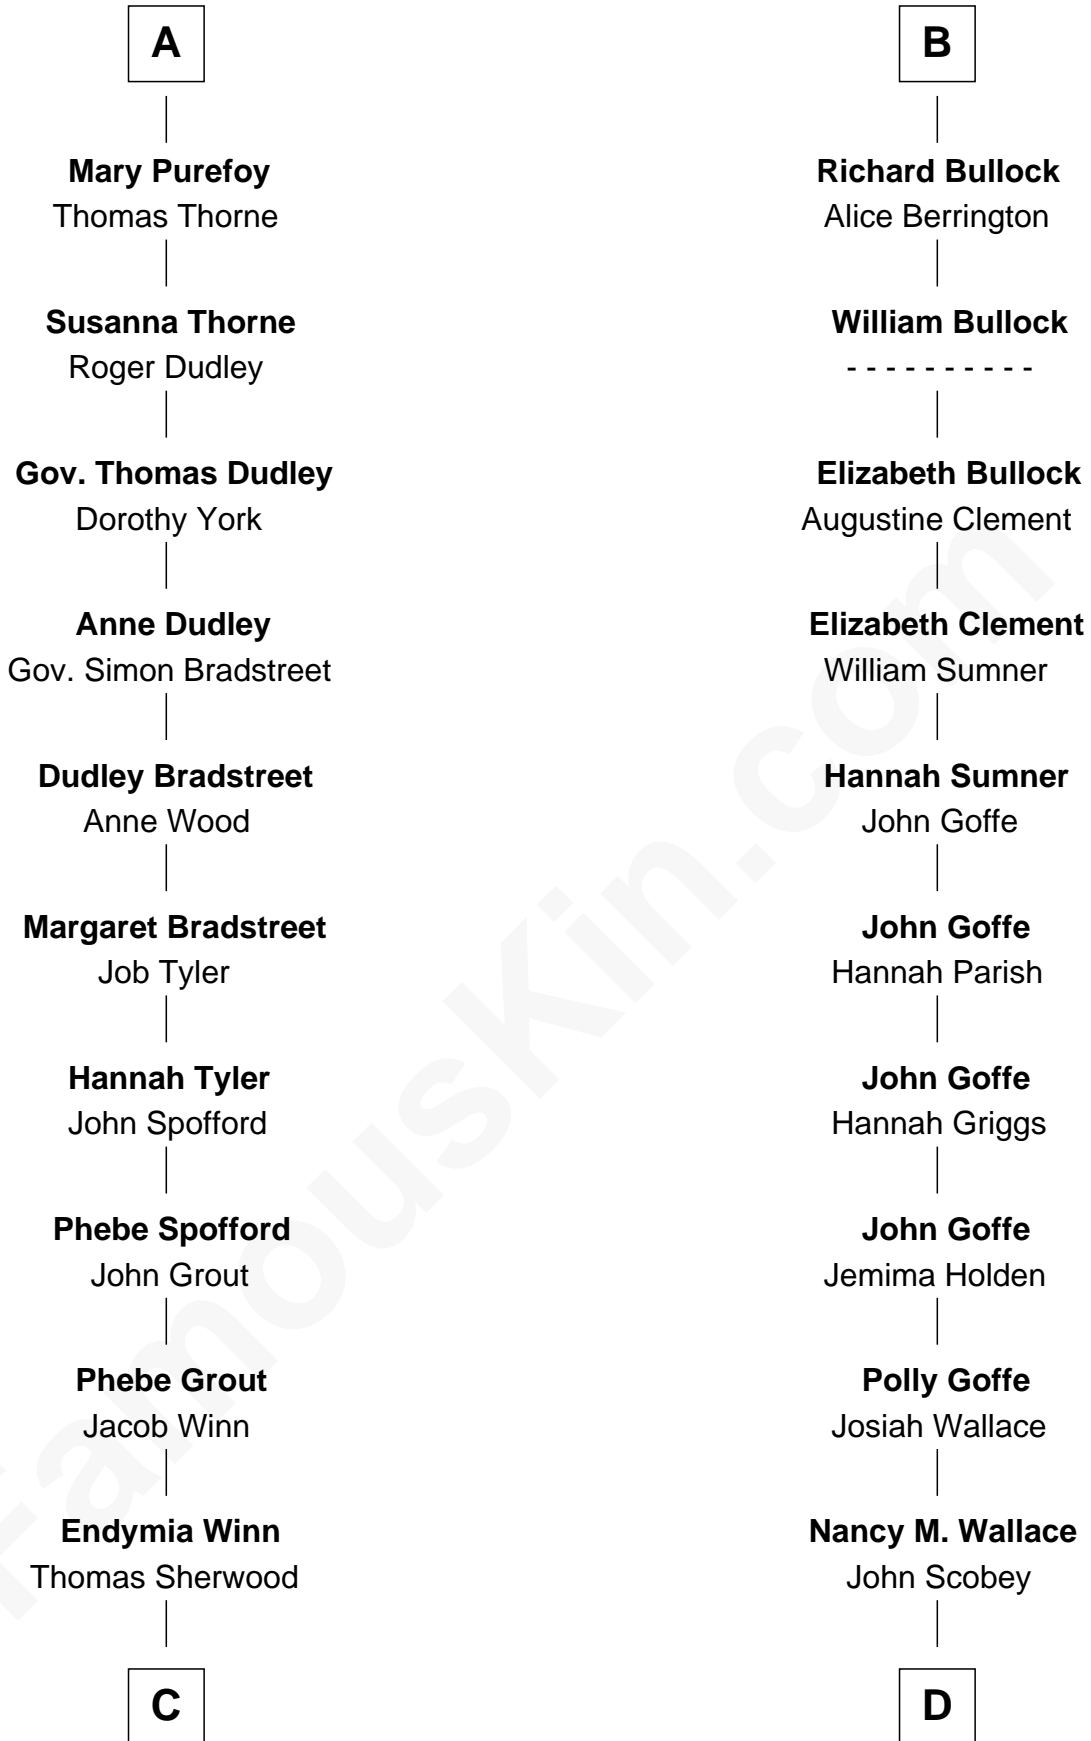 A
Mary Purefoy
Thomas Thorne
Susanna Thorne
Roger Dudley
Gov. Thomas Dudley
Dorothy York
Anne Dudley
Gov. Simon Bradstreet
Dudley Bradstreet
Anne Wood
Margaret Bradstreet
Job Tyler
Hannah Tyler
John Spofford
Phebe Spofford
John Grout
Phebe Grout
Jacob Winn
Endymia Winn
Thomas Sherwood
C
B
Richard Bullock
Alice Berrington
William Bullock
- - - - - - - - - -
Elizabeth Bullock
Augustine Clement
Elizabeth Clement
William Sumner
Hannah Sumner
John Goffe
John Goffe
Hannah Parish
John Goffe
Hannah Griggs
John Goffe
Jemima Holden
Polly Goffe
Josiah Wallace
Nancy M. Wallace
John Scobey
D
FamousKin.com